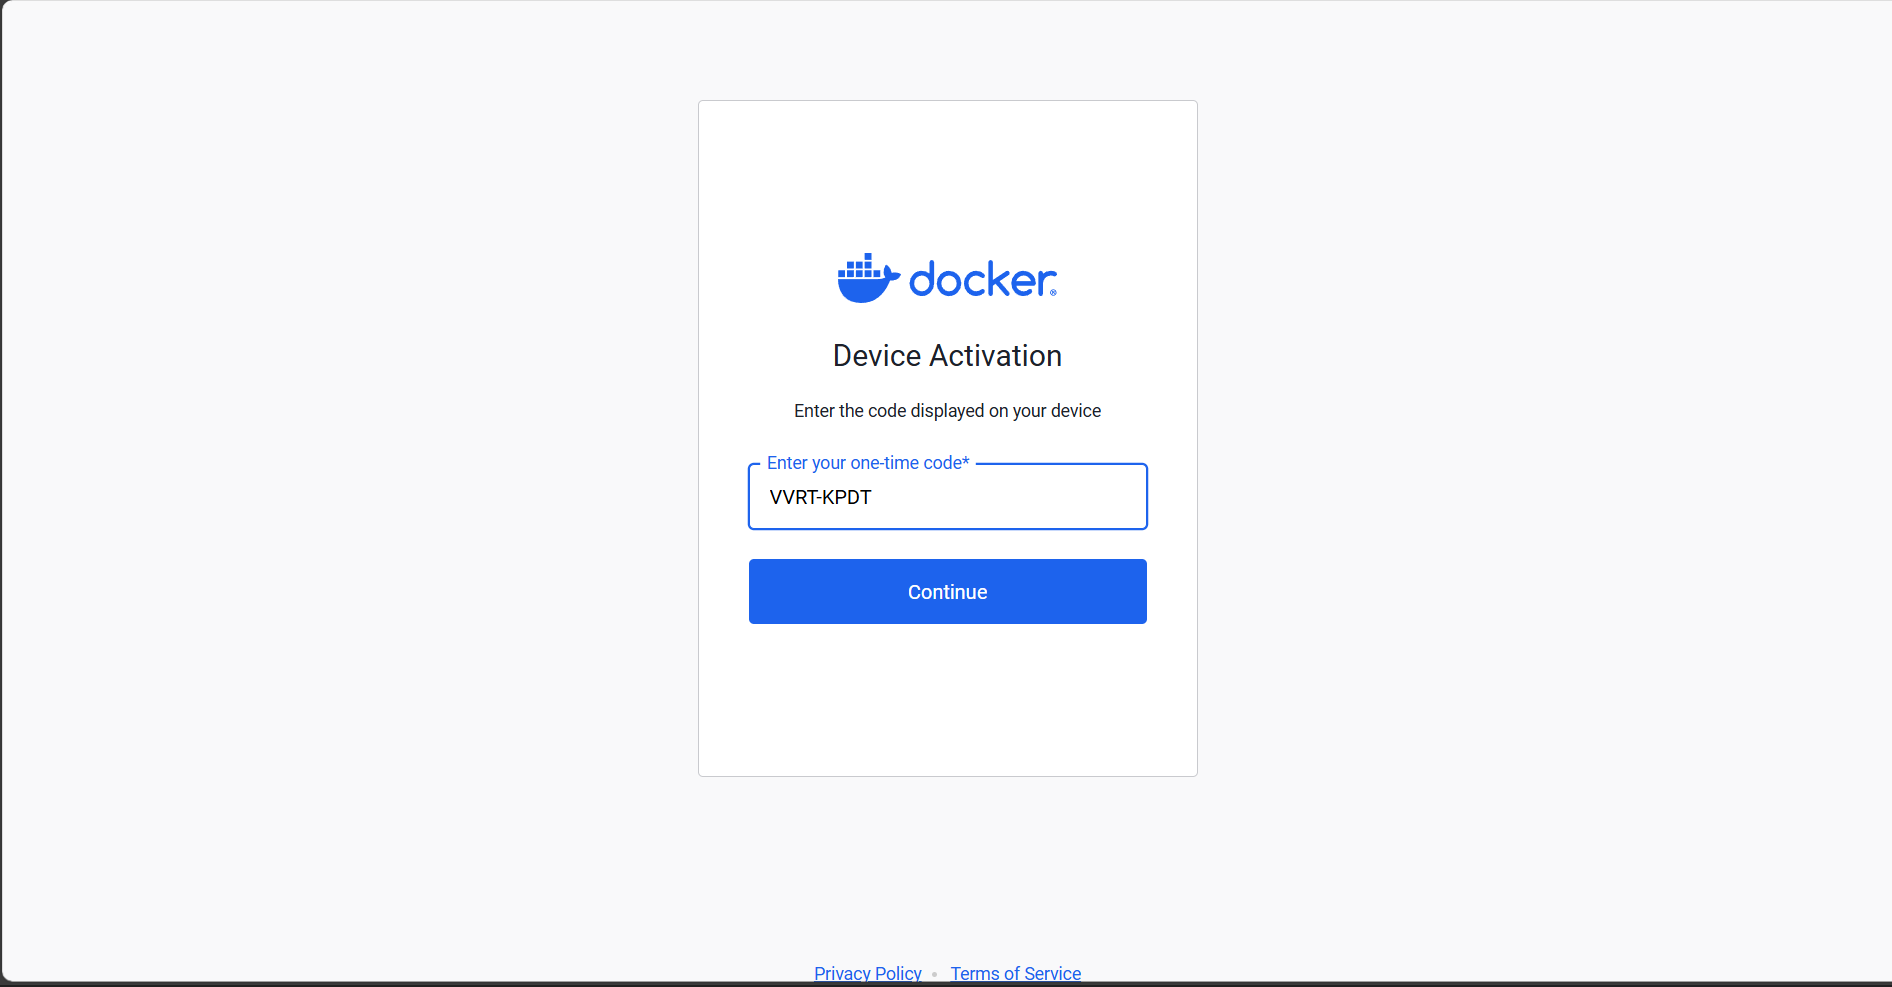 docker®
Device Activation
Enter the code displayed on your device
Enter your one-time code*
VVRT-KPDT
Continue
Privacy Policy • Terms of Service